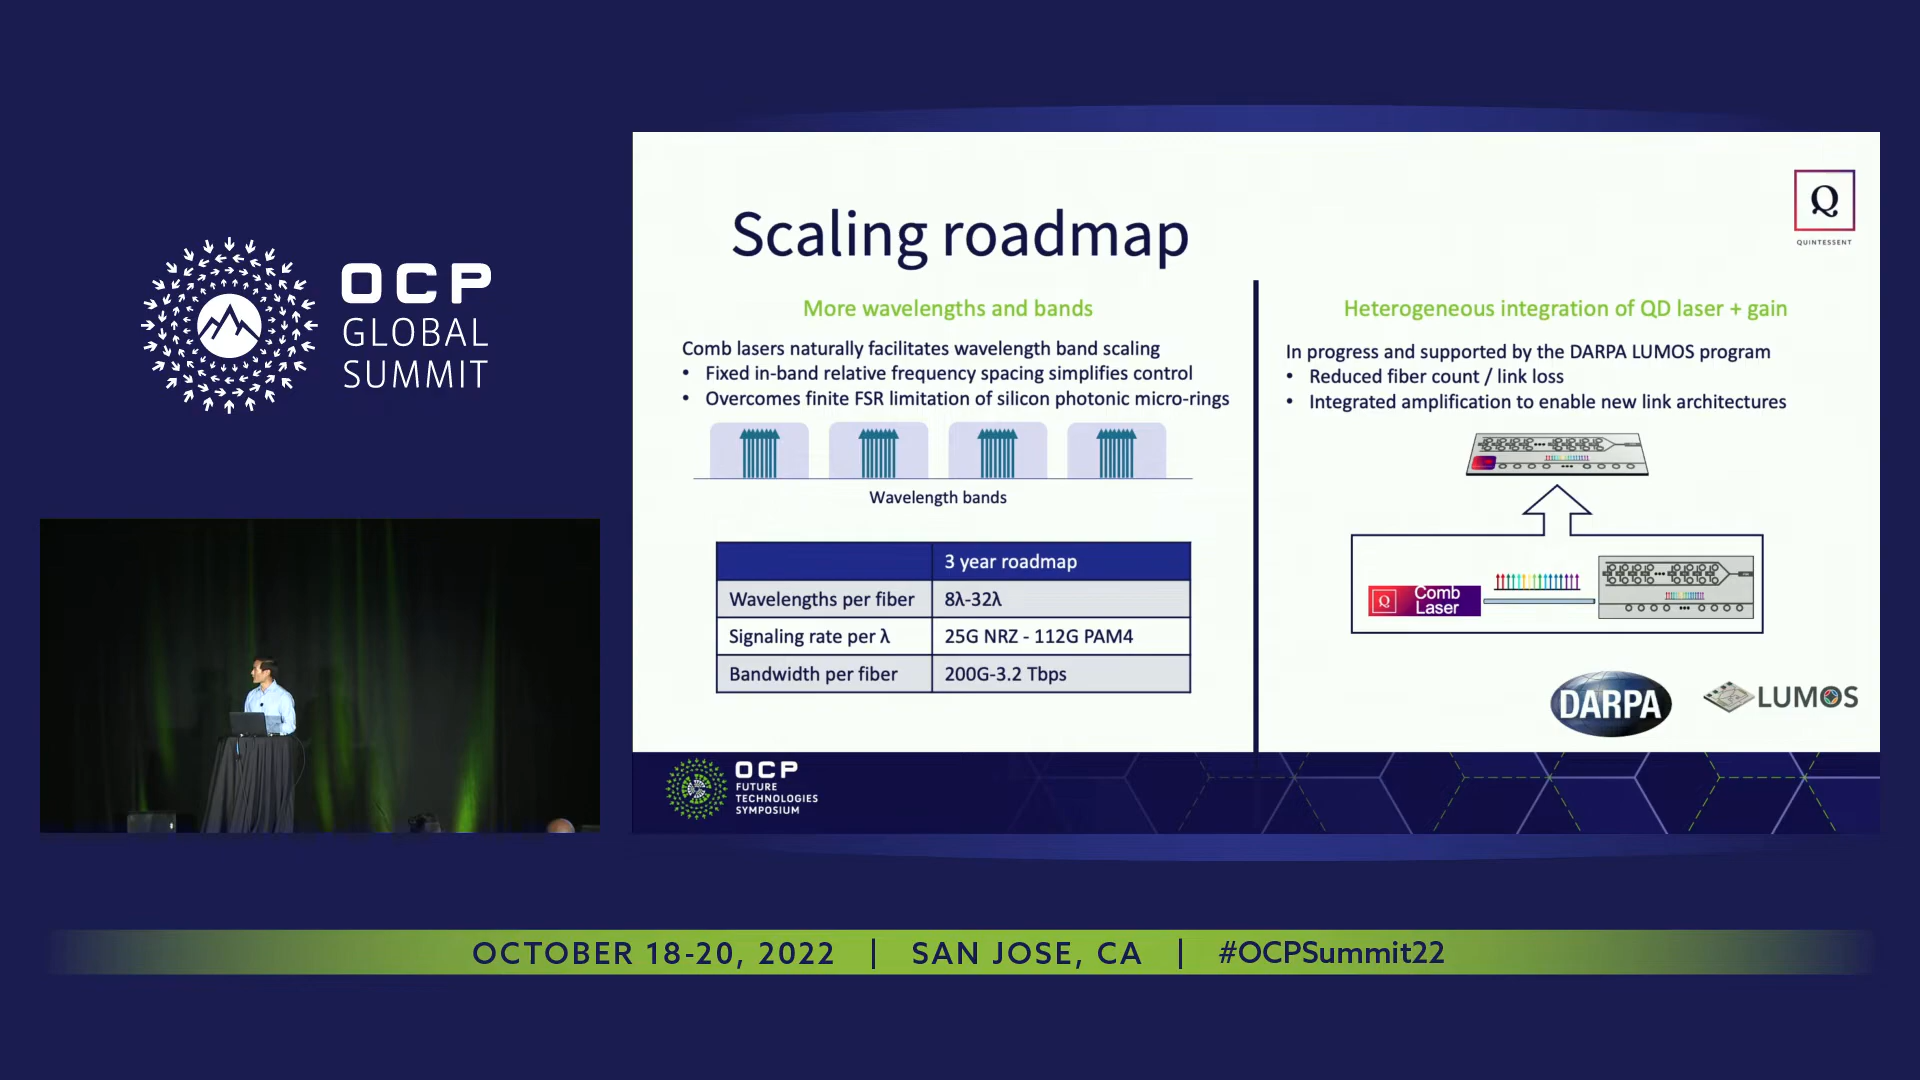 OCP
GLOBAL
SUMMIT
Scaling roadmap
Q
QUINTESSENT
More wavelengths and bands
Comb lasers naturally facilitates wavelength band scaling
• Fixed in-band relative frequency spacing simplifies control
• Overcomes finite FSR limitation of silicon photonic micro-rings
Wavelength bands
3 year roadmap
Wavelengths per fiber 8λ-32λ
Signaling rate per λ 25G NRZ - 112G PAM4
Bandwidth per fiber 200G-3.2 Tbps
Heterogeneous integration of QD laser + gain
In progress and supported by the DARPA LUMOS program
• Reduced fiber count / link loss
• Integrated amplification to enable new link architectures
Q
Comb
Laser
DARPA
LUMOS
OCP
FUTURE
TECHNOLOGIES
SYMPOSIUM
OCTOBER 18-20, 2022 | SAN JOSE, CA | #OCPSummit22